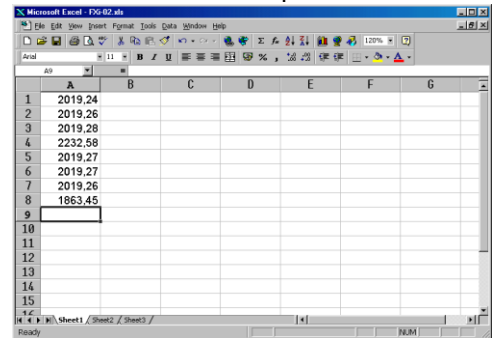 Microsoft Excel - FXG-02.xls
File Edit View Insert Format Tools Data Window Help
120%
Arial 11 B I U % ,
A9 =
A B C D E F G
1 2019,24
2 2019,26
3 2019,28
4 2232,58
5 2019,27
6 2019,27
7 2019,26
8 1863,45
9
10
11
12
13
14
15
16
Sheet1 / Sheet2 / Sheet3 /
Ready NUM